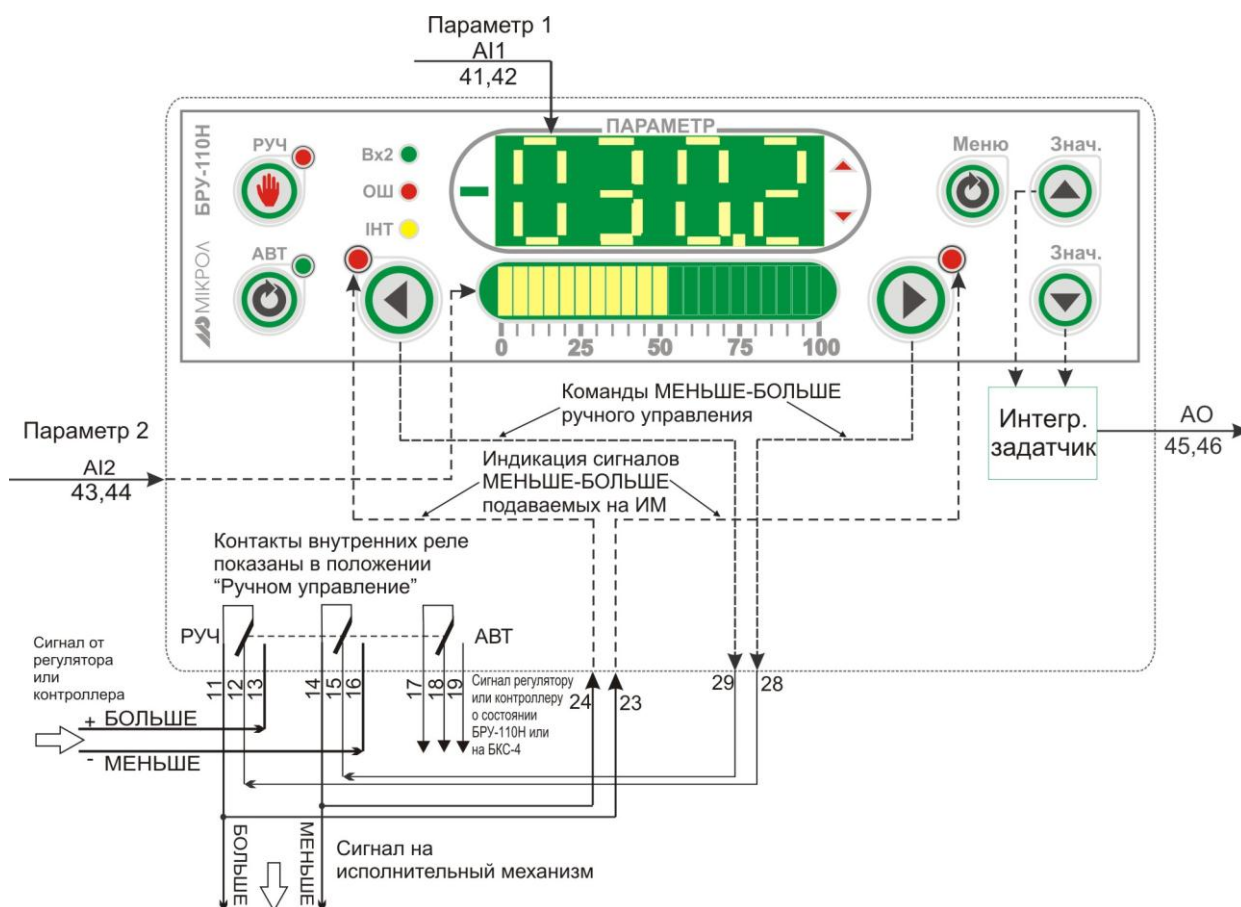 Параметр 1
AI1
41,42
БРУ-110Н
МІКРОЛ
РУЧ
АВТ
Вх2
ОШ
ІНТ
ПАРАМЕТР
030.2
0 25 50 75 100
Меню
Знач.
Знач.
Команды МЕНЬШЕ-БОЛЬШЕ
ручного управления
Интегр.
задатчик
AO
45,46
Параметр 2
AI2
43,44
Индикация сигналов
МЕНЬШЕ-БОЛЬШЕ
подаваемых на ИМ
Контакты внутренних реле
показаны в положении
“Ручном управление”
РУЧ
АВТ
Сигнал от
регулятора
или
контроллера
11
12
13
14
15
16
17
18
19
Сигнал регулятору
или контроллеру
о состоянии
БРУ-110Н или
на БКС-4
24
23
29
28
+ БОЛЬШЕ
- МЕНЬШЕ
БОЛЬШЕ
МЕНЬШЕ
Сигнал на
исполнительный механизм